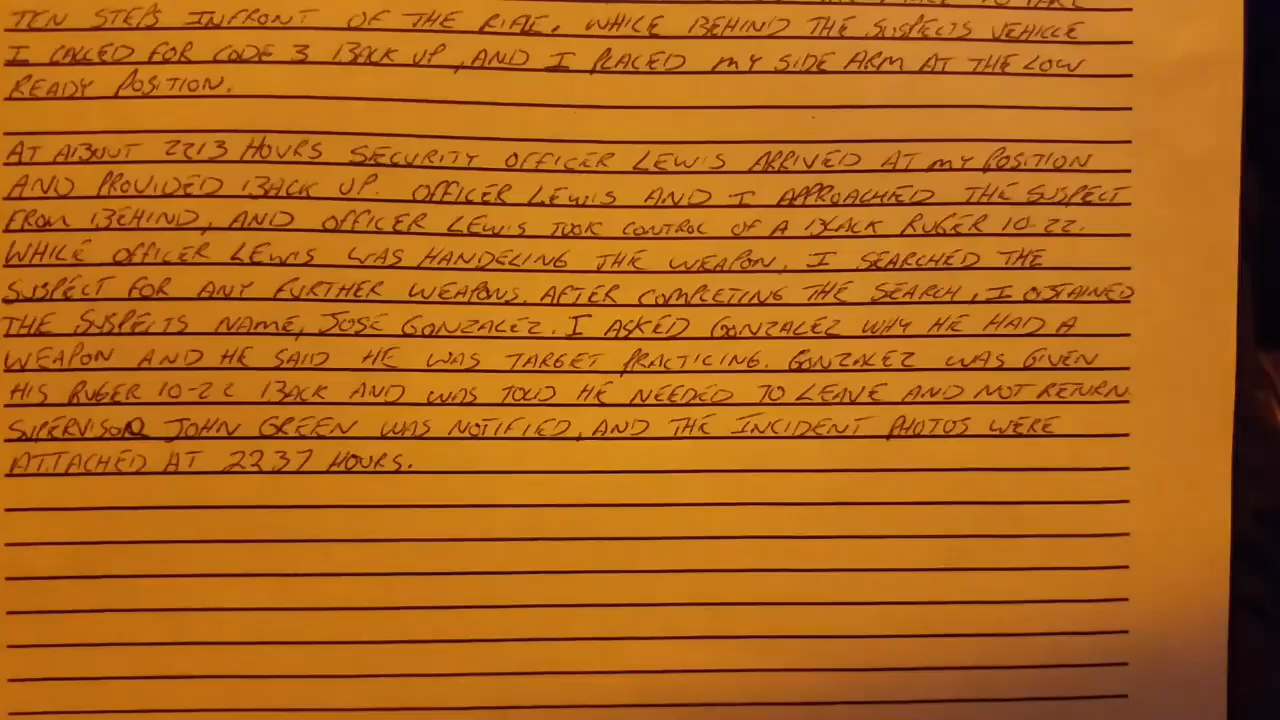 TEN STEPS INFRONT OF THE RIFLE. WHILE BEHIND THE SUSPECTS VEHICLE
I CALLED FOR CODE 3 BACK UP, AND I PLACED MY SIDE ARM AT THE LOW
READY POSITION.
AT ABOUT 2213 HOURS SECURITY OFFICER LEWIS ARRIVED AT MY POSITION
AND PROVIDED BACK UP. OFFICER LEWIS AND I APPROACHED THE SUSPECT
FROM BEHIND, AND OFFICER LEWIS TOOK CONTROL OF A BLACK RUGER 10-22.
WHILE OFFICER LEWIS WAS HANDELING THE WEAPON, I SEARCHED THE
SUSPECT FOR ANY FURTHER WEAPONS. AFTER COMPLETING THE SEARCH, I OBTAINED
THE SUSPECTS NAME, JOSE GONZALEZ. I ASKED GONZALEZ WHY HE HAD A
WEAPON AND HE SAID HE WAS TARGET PRACTICING. GONZALEZ WAS GIVEN
HIS RUGER 10-22 BACK AND WAS TOLD HE NEEDED TO LEAVE AND NOT RETURN.
SUPERVISOR JOHN GREEN WAS NOTIFIED, AND THE INCIDENT PHOTOS WERE
ATTACHED AT 2237 HOURS.